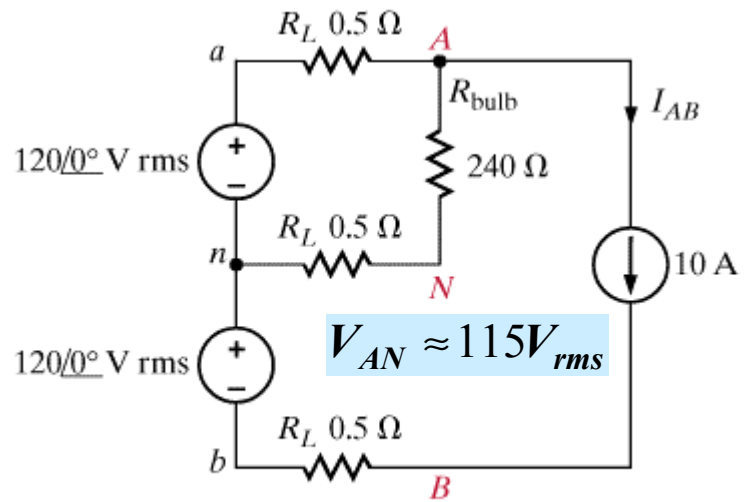 R_L 0.5 Ω
a
A
R_bulb
I_AB
+
120/0° V rms
240 Ω
−
R_L 0.5 Ω
n
N
10 A
V_AN ≈ 115V_rms
+
120/0° V rms
−
R_L 0.5 Ω
b
B